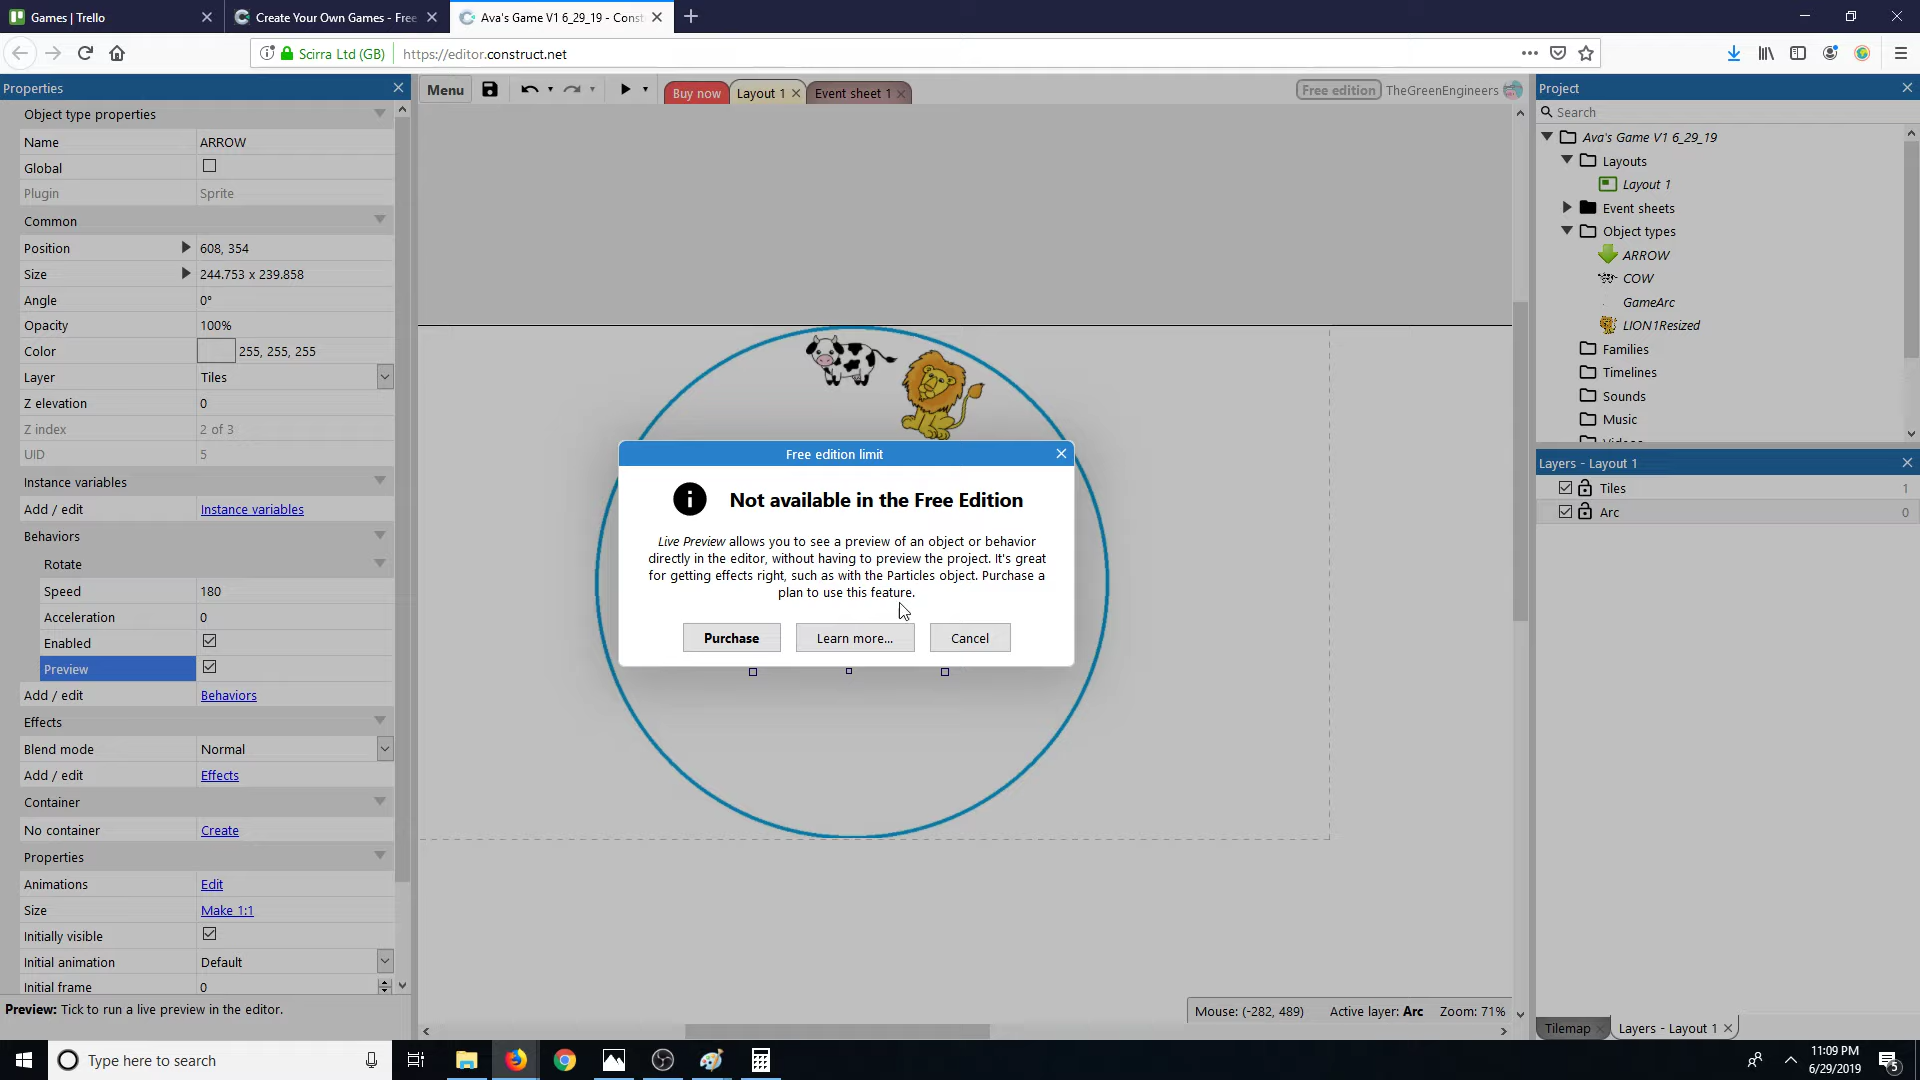 Games | Trello
Create Your Own Games - Free
Ava's Game V1 6_29_19 - Const
Scirra Ltd (GB)
https://editor.construct.net
Properties
Menu
Buy now
Layout 1
Event sheet 1
Free edition
TheGreenEngineers
Project
Object type properties
Name ARROW
Global
Plugin Sprite
Common
Position 608, 354
Size 244.753 x 239.858
Angle 0°
Opacity 100%
Color 255, 255, 255
Layer Tiles
Z elevation 0
Z index 2 of 3
UID 5
Instance variables
Add / edit Instance variables
Behaviors
Rotate
Speed 180
Acceleration 0
Enabled
Preview
Add / edit Behaviors
Effects
Blend mode Normal
Add / edit Effects
Container
No container Create
Properties
Animations Edit
Size Make 1:1
Initially visible
Initial animation Default
Initial frame 0
Preview: Tick to run a live preview in the editor.
Free edition limit
Not available in the Free Edition
Live Preview allows you to see a preview of an object or behavior
directly in the editor, without having to preview the project. It's great
for getting effects right, such as with the Particles object. Purchase a
plan to use this feature.
Purchase
Learn more...
Cancel
Mouse: (-282, 489) Active layer: Arc Zoom: 71%
Search
Ava's Game V1 6_29_19
Layouts
Layout 1
Event sheets
Object types
ARROW
COW
GameArc
LION1Resized
Families
Timelines
Sounds
Music
Layers - Layout 1
Tiles 1
Arc 0
Tilemap
Layers - Layout 1
Type here to search
11:09 PM
6/29/2019
5